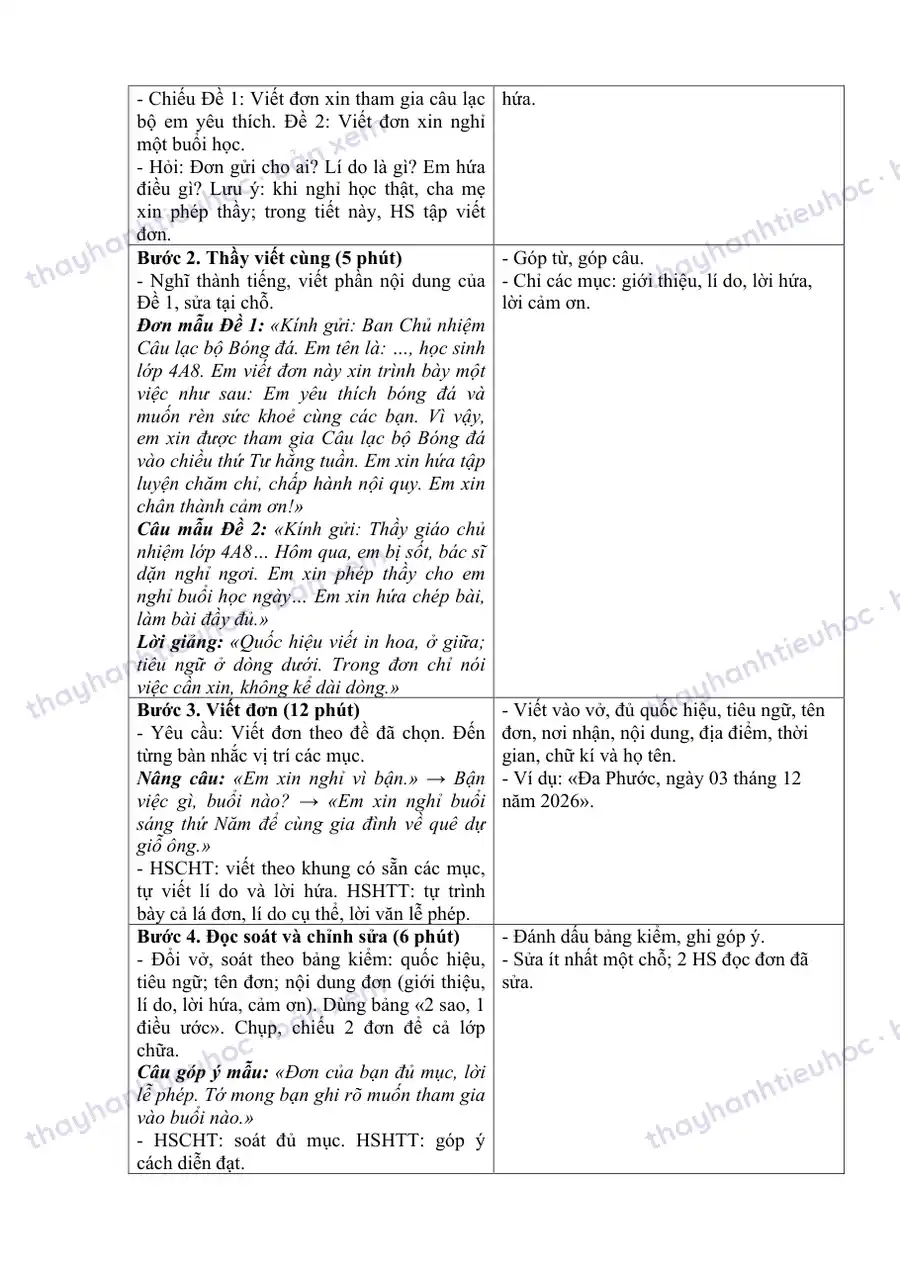 - Chiếu Đề 1: Viết đơn xin tham gia câu lạc
bộ em yêu thích. Đề 2: Viết đơn xin nghỉ
một buổi học.
- Hỏi: Đơn gửi cho ai? Lí do là gì? Em hứa
điều gì? Lưu ý: khi nghỉ học thật, cha mẹ
xin phép thầy; trong tiết này, HS tập viết
đơn.
hứa.
Bước 2. Thầy viết cùng (5 phút)
- Nghĩ thành tiếng, viết phần nội dung của
Đề 1, sửa tại chỗ.
Đơn mẫu Đề 1: «Kính gửi: Ban Chủ nhiệm
Câu lạc bộ Bóng đá. Em tên là: …, học sinh
lớp 4A8. Em viết đơn này xin trình bày một
việc như sau: Em yêu thích bóng đá và
muốn rèn sức khoẻ cùng các bạn. Vì vậy,
em xin được tham gia Câu lạc bộ Bóng đá
vào chiều thứ Tư hằng tuần. Em xin hứa tập
luyện chăm chỉ, chấp hành nội quy. Em xin
chân thành cảm ơn!»
Câu mẫu Đề 2: «Kính gửi: Thầy giáo chủ
nhiệm lớp 4A8… Hôm qua, em bị sốt, bác sĩ
dặn nghỉ ngơi. Em xin phép thầy cho em
nghỉ buổi học ngày… Em xin hứa chép bài,
làm bài đầy đủ.»
Lời giảng: «Quốc hiệu viết in hoa, ở giữa;
tiêu ngữ ở dòng dưới. Trong đơn chỉ nói
việc cần xin, không kể dài dòng.»
- Góp từ, góp câu.
- Chỉ các mục: giới thiệu, lí do, lời hứa,
lời cảm ơn.
Bước 3. Viết đơn (12 phút)
- Yêu cầu: Viết đơn theo đề đã chọn. Đến
từng bàn nhắc vị trí các mục.
Nâng câu: «Em xin nghỉ vì bận.» → Bận
việc gì, buổi nào? → «Em xin nghỉ buổi
sáng thứ Năm để cùng gia đình về quê dự
giỗ ông.»
- HSCHT: viết theo khung có sẵn các mục,
tự viết lí do và lời hứa. HSHTT: tự trình
bày cả lá đơn, lí do cụ thể, lời văn lễ phép.
- Viết vào vở, đủ quốc hiệu, tiêu ngữ, tên
đơn, nơi nhận, nội dung, địa điểm, thời
gian, chữ kí và họ tên.
- Ví dụ: «Đa Phước, ngày 03 tháng 12
năm 2026».
Bước 4. Đọc soát và chỉnh sửa (6 phút)
- Đổi vở, soát theo bảng kiểm: quốc hiệu,
tiêu ngữ; tên đơn; nội dung đơn (giới thiệu,
lí do, lời hứa, cảm ơn). Dùng bảng «2 sao, 1
điều ước». Chụp, chiếu 2 đơn để cả lớp
chữa.
Câu góp ý mẫu: «Đơn của bạn đủ mục, lời
lễ phép. Tớ mong bạn ghi rõ muốn tham gia
vào buổi nào.»
- HSCHT: soát đủ mục. HSHTT: góp ý
cách diễn đạt.
- Đánh dấu bảng kiểm, ghi góp ý.
- Sửa ít nhất một chỗ; 2 HS đọc đơn đã
sửa.
thayhanhtieuhoc · bản xem
thayhanhtieuhoc · b
thayhanhtieuhoc · bản xem
thayhanhtieuhoc · b
thayhanhtieuhoc · bản xem
thayhanhtieuhoc · b